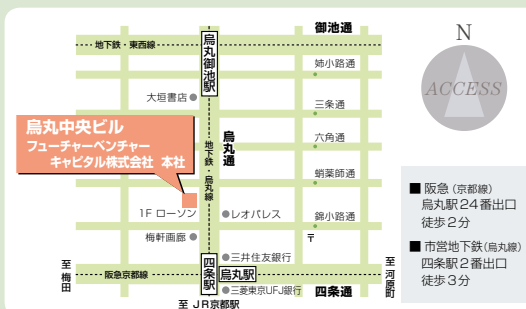 御池通
地下鉄・東西線
烏丸御池駅
姉小路通
大垣書店
三条通
烏丸中央ビル
フューチャーベンチャー
キャピタル株式会社 本社
地下鉄・烏丸線
烏丸通
六角通
蛸薬師通
1F ローソン
レオパレス
錦小路通
梅軒画廊
〒
三井住友銀行
至梅田
阪急京都線
四条駅
烏丸駅
至河原町
三菱東京UFJ銀行
四条通
至 JR京都駅
N
ACCESS
■ 阪急（京都線）
烏丸駅24番出口
徒歩2分
■ 市営地下鉄（烏丸線）
四条駅2番出口
徒歩3分